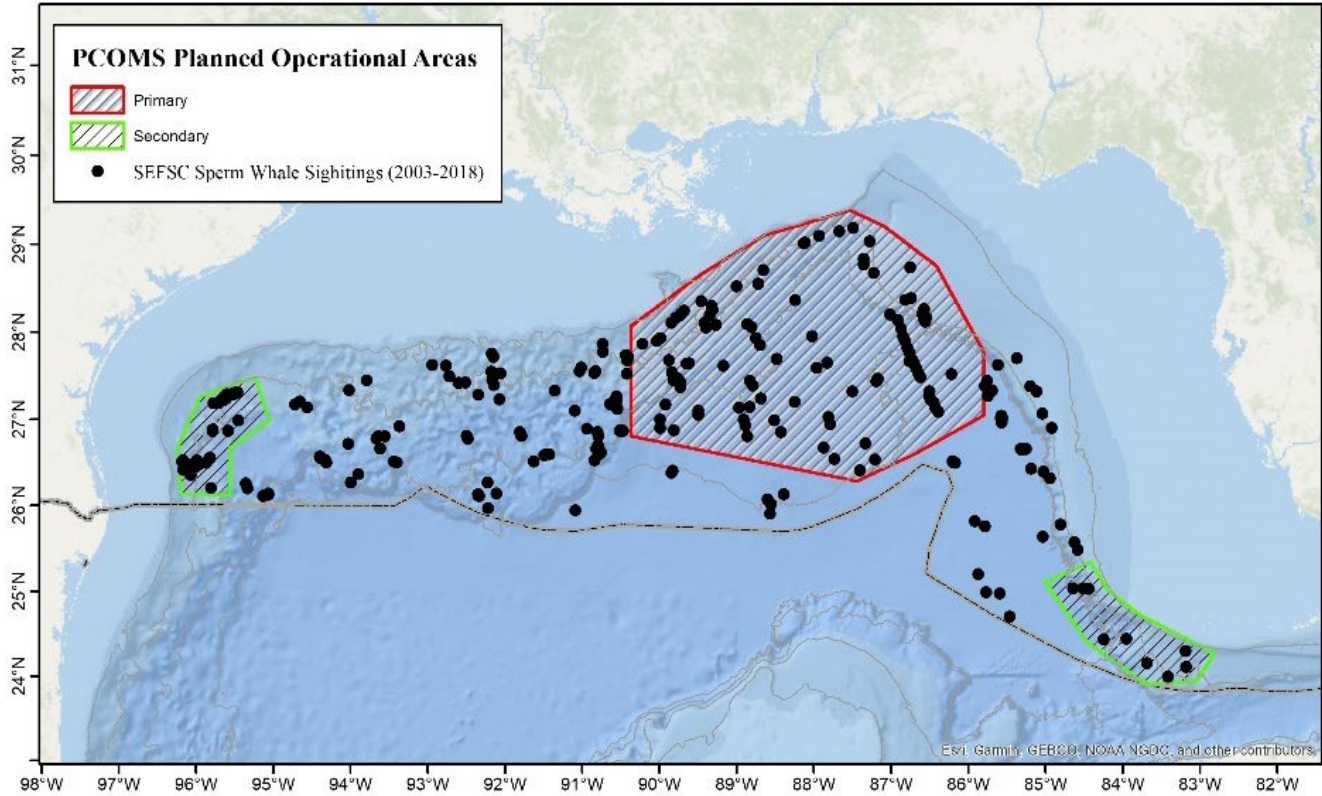 PCOMS Planned Operational Areas
Primary
Secondary
SEFSC Sperm Whale Sightings (2003-2018)
31°N
30°N
29°N
28°N
27°N
26°N
25°N
24°N
Esri, Garmin, GEBCO, NOAA NGDC, and other contributors
98°W 97°W 96°W 95°W 94°W 93°W 92°W 91°W 90°W 89°W 88°W 87°W 86°W 85°W 84°W 83°W 82°W